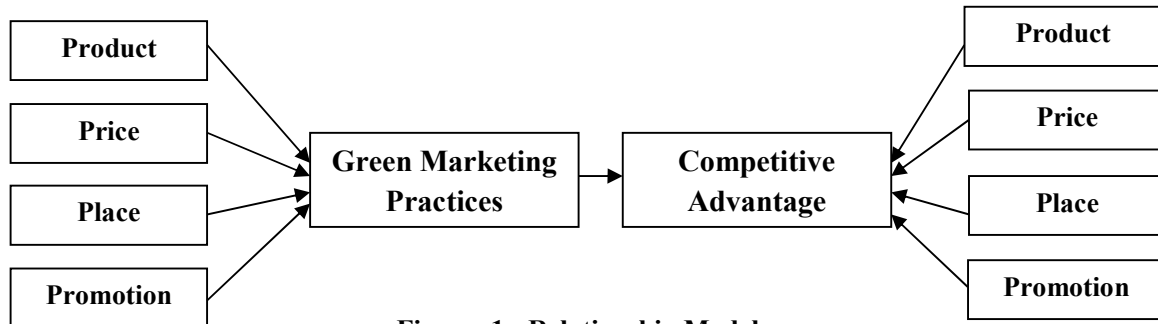 Product
Price
Place
Promotion
Green Marketing
Practices
Competitive
Advantage
Product
Price
Place
Promotion